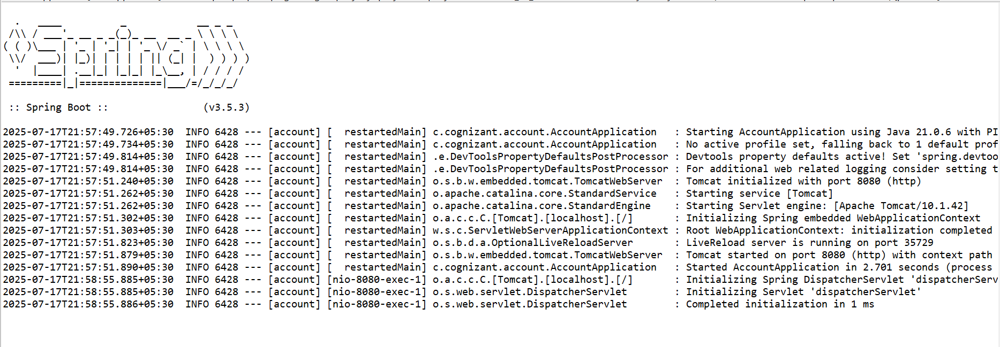 .   ____          _            __ _ _
 /\\ / ___'_ __ _ _(_)_ __  __ _ \ \ \ \
( ( )\___ | '_ | '_| | '_ \/ _` | \ \ \ \
 \\/  ___)| |_)| | | | | || (_| |  ) ) ) )
  '  |____| .__|_| |_|_| |_\__, | / / / /
 =========|_|==============|___/=/_/_/_/
 :: Spring Boot ::                (v3.5.3)
2025-07-17T21:57:49.726+05:30  INFO 6428 --- [account] [  restartedMain] c.cognizant.account.AccountApplication   : Starting AccountApplication using Java 21.0.6 with PI
2025-07-17T21:57:49.734+05:30  INFO 6428 --- [account] [  restartedMain] c.cognizant.account.AccountApplication   : No active profile set, falling back to 1 default prof
2025-07-17T21:57:49.814+05:30  INFO 6428 --- [account] [  restartedMain] .e.DevToolsPropertyDefaultsPostProcessor : Devtools property defaults active! Set 'spring.devtoo
2025-07-17T21:57:49.814+05:30  INFO 6428 --- [account] [  restartedMain] .e.DevToolsPropertyDefaultsPostProcessor : For additional web related logging consider setting t
2025-07-17T21:57:51.240+05:30  INFO 6428 --- [account] [  restartedMain] o.s.b.w.embedded.tomcat.TomcatWebServer  : Tomcat initialized with port 8080 (http)
2025-07-17T21:57:51.262+05:30  INFO 6428 --- [account] [  restartedMain] o.apache.catalina.core.StandardService   : Starting service [Tomcat]
2025-07-17T21:57:51.262+05:30  INFO 6428 --- [account] [  restartedMain] o.apache.catalina.core.StandardEngine    : Starting Servlet engine: [Apache Tomcat/10.1.42]
2025-07-17T21:57:51.302+05:30  INFO 6428 --- [account] [  restartedMain] o.a.c.c.C.[Tomcat].[localhost].[/]       : Initializing Spring embedded WebApplicationContext
2025-07-17T21:57:51.303+05:30  INFO 6428 --- [account] [  restartedMain] w.s.c.ServletWebServerApplicationContext : Root WebApplicationContext: initialization completed
2025-07-17T21:57:51.823+05:30  INFO 6428 --- [account] [  restartedMain] o.s.b.d.a.OptionalLiveReloadServer       : LiveReload server is running on port 35729
2025-07-17T21:57:51.879+05:30  INFO 6428 --- [account] [  restartedMain] o.s.b.w.embedded.tomcat.TomcatWebServer  : Tomcat started on port 8080 (http) with context path
2025-07-17T21:57:51.890+05:30  INFO 6428 --- [account] [  restartedMain] c.cognizant.account.AccountApplication   : Started AccountApplication in 2.701 seconds (process
2025-07-17T21:58:55.885+05:30  INFO 6428 --- [account] [nio-8080-exec-1] o.a.c.c.C.[Tomcat].[localhost].[/]       : Initializing Spring DispatcherServlet 'dispatcherServ
2025-07-17T21:58:55.885+05:30  INFO 6428 --- [account] [nio-8080-exec-1] o.s.web.servlet.DispatcherServlet        : Initializing Servlet 'dispatcherServlet'
2025-07-17T21:58:55.886+05:30  INFO 6428 --- [account] [nio-8080-exec-1] o.s.web.servlet.DispatcherServlet        : Completed initialization in 1 ms